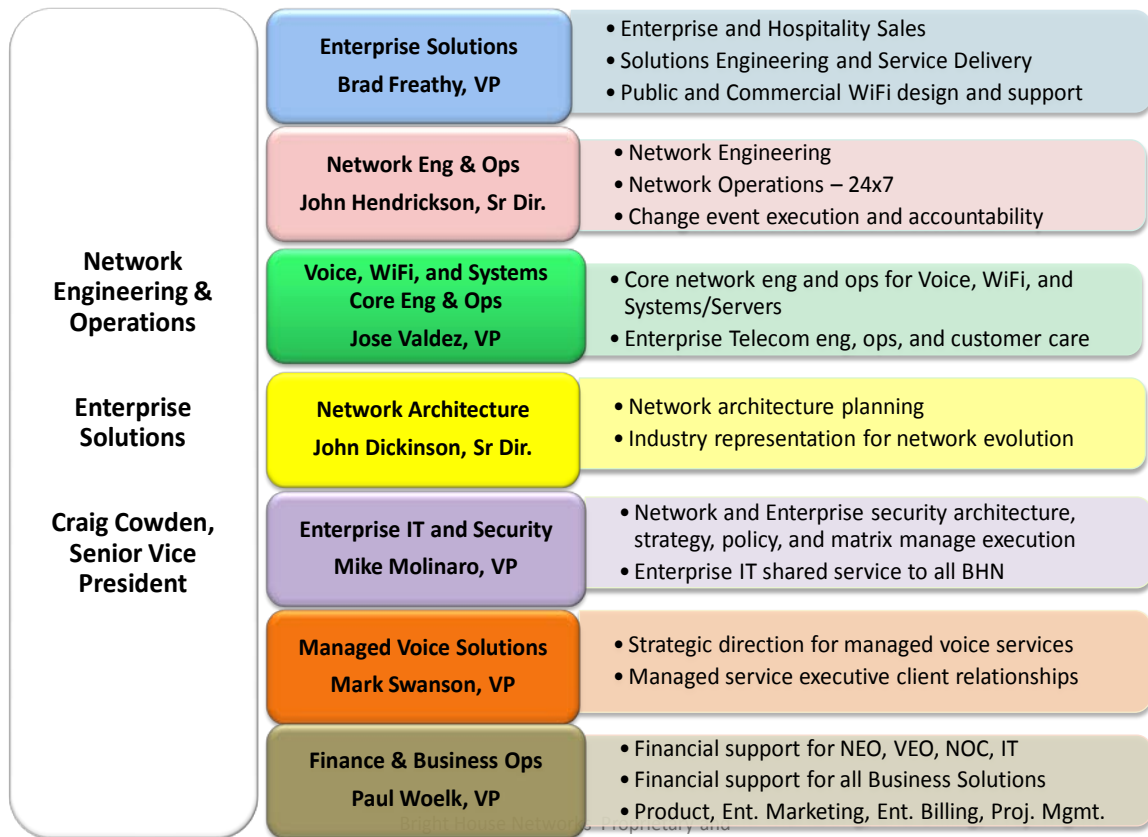 Network
Engineering &
Operations
Enterprise
Solutions
Craig Cowden,
Senior Vice
President
Enterprise Solutions
Brad Freathy, VP
• Enterprise and Hospitality Sales
• Solutions Engineering and Service Delivery
• Public and Commercial WiFi design and support
Network Eng & Ops
John Hendrickson, Sr Dir.
• Network Engineering
• Network Operations – 24x7
• Change event execution and accountability
Voice, WiFi, and Systems
Core Eng & Ops
Jose Valdez, VP
• Core network eng and ops for Voice, WiFi, and
Systems/Servers
• Enterprise Telecom eng, ops, and customer care
Network Architecture
John Dickinson, Sr Dir.
• Network architecture planning
• Industry representation for network evolution
Enterprise IT and Security
Mike Molinaro, VP
• Network and Enterprise security architecture,
strategy, policy, and matrix manage execution
• Enterprise IT shared service to all BHN
Managed Voice Solutions
Mark Swanson, VP
• Strategic direction for managed voice services
• Managed service executive client relationships
Finance & Business Ops
Paul Woelk, VP
• Financial support for NEO, VEO, NOC, IT
• Financial support for all Business Solutions
• Product, Ent. Marketing, Ent. Billing, Proj. Mgmt.
Bright House Networks Proprietary and